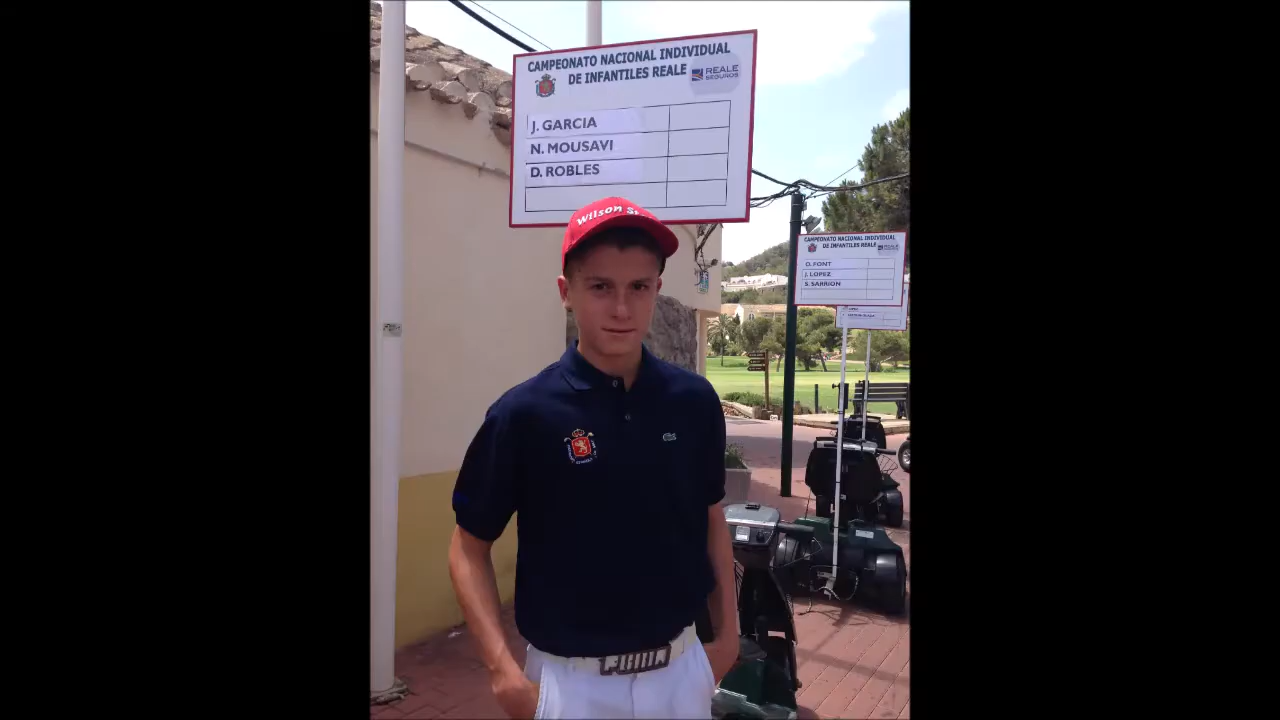 CAMPEONATO NACIONAL INDIVIDUAL
DE INFANTILES REALE
REALE
SEGUROS
J. GARCIA
N. MOUSAVI
D. ROBLES
Wilson
CAMPEONATO NACIONAL INDIVIDUAL
DE INFANTILES REALE
REALE
O. FONT
J. LOPEZ
S. SARRION
PUMA